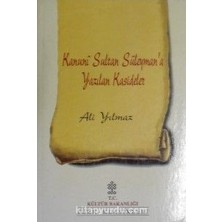 Kanunî Sultan Süleyman'a
Yazılan Kasideler
Ali Yılmaz
T.C.
KÜLTÜR BAKANLIĞI
kitapyurdu.com